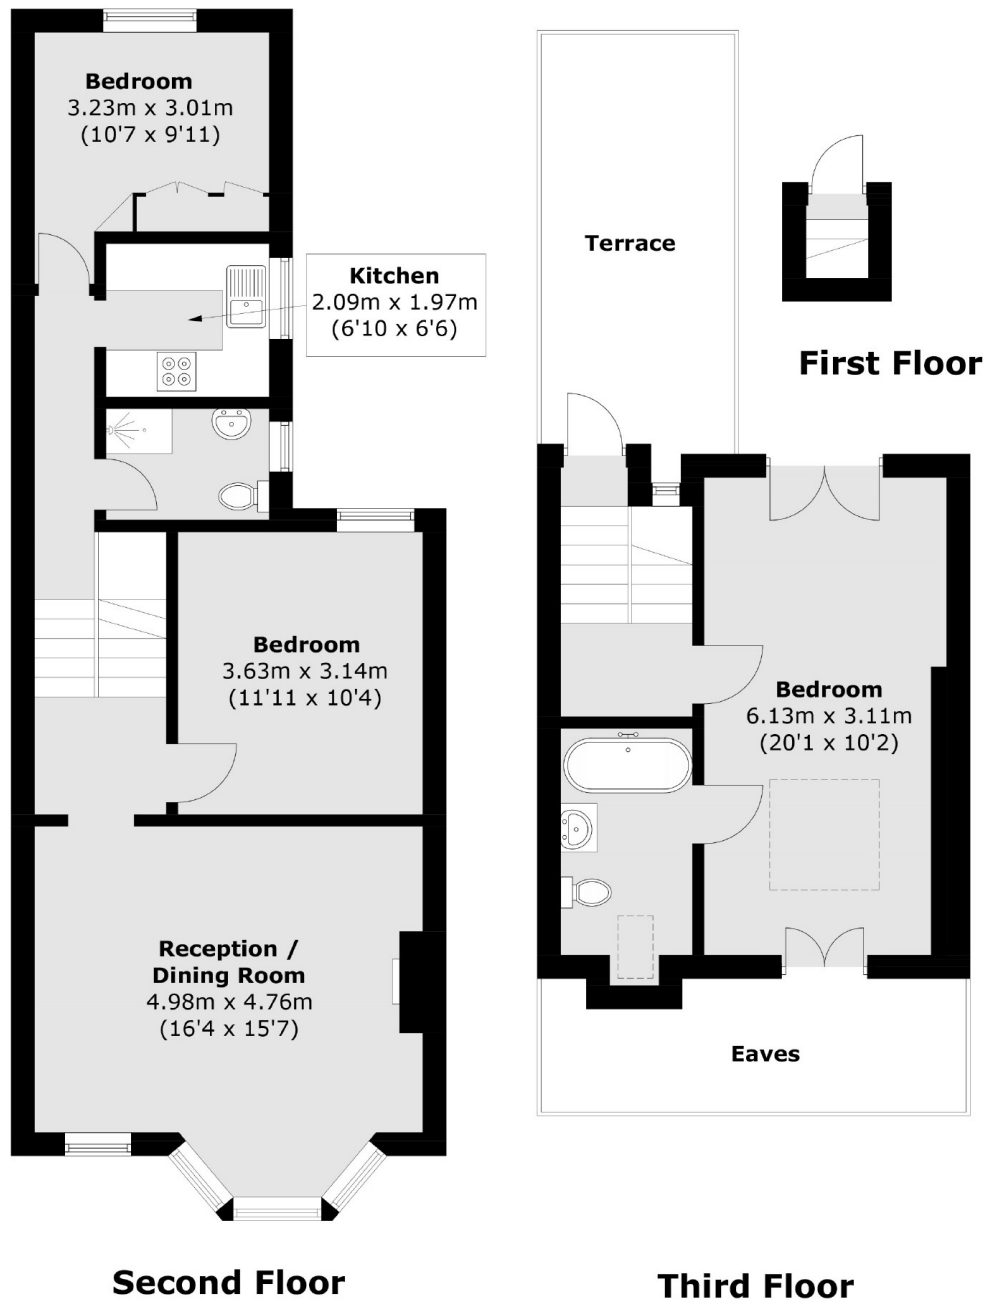 Bedroom
3.23m x 3.01m
(10'7 x 9'11)
Kitchen
2.09m x 1.97m
(6'10 x 6'6)
Bedroom
3.63m x 3.14m
(11'11 x 10'4)
Reception /
Dining Room
4.98m x 4.76m
(16'4 x 15'7)
Second Floor
Terrace
First Floor
Bedroom
6.13m x 3.11m
(20'1 x 10'2)
Eaves
Third Floor